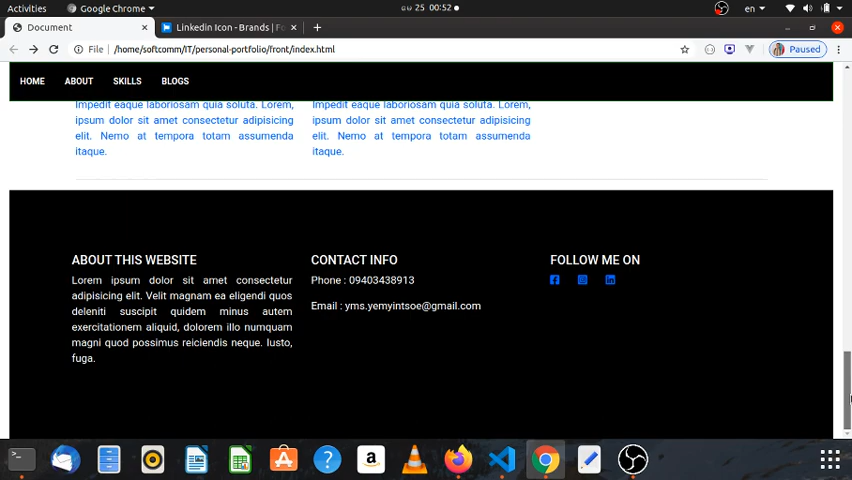 Activities
Google Chrome
ဝေ 25 00:52
en
Document
Linkedin Icon - Brands | Fo
File
/home/softcomm/IT/personal-portfolio/front/index.html
Paused
HOME
ABOUT
SKILLS
BLOGS
Impedit eaque laboriosam quia soluta. Lorem,
ipsum dolor sit amet consectetur adipisicing
elit. Nemo at tempora totam assumenda
itaque.
Impedit eaque laboriosam quia soluta. Lorem,
ipsum dolor sit amet consectetur adipisicing
elit. Nemo at tempora totam assumenda
itaque.
ABOUT THIS WEBSITE
Lorem ipsum dolor sit amet consectetur
adipisicing elit. Velit magnam ea eligendi quos
deleniti suscipit quidem minus autem
exercitationem aliquid, dolorem illo numquam
magni quod possimus reiciendis neque. Iusto,
fuga.
CONTACT INFO
Phone : 09403438913
Email : yms.yemyintsoe@gmail.com
FOLLOW ME ON